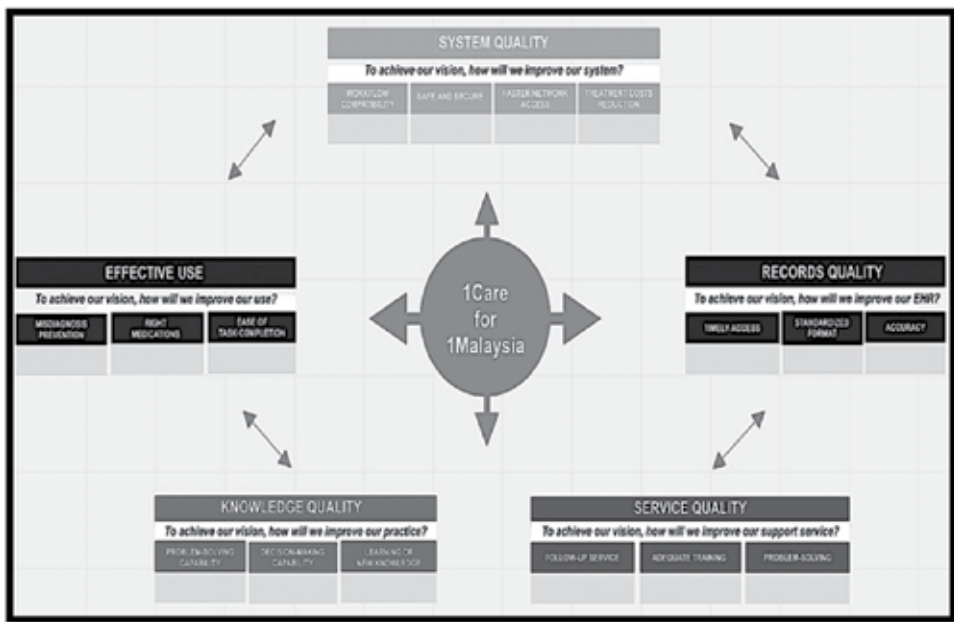 SYSTEM QUALITY
To achieve our vision, how will we improve our system?
WORKFLOW COMPATIBILITY
SAFE AND SECURE
FASTER NETWORK ACCESS
TREATMENT COSTS REDUCTION
EFFECTIVE USE
To achieve our vision, how will we improve our use?
MISDIAGNOSIS PREVENTION
RIGHT MEDICATIONS
EASE OF TASK-COMPLETION
1Care
for
1Malaysia
RECORDS QUALITY
To achieve our vision, how will we improve our EHR?
TIMELY ACCESS
STANDARDIZED FORMAT
ACCURACY
KNOWLEDGE QUALITY
To achieve our vision, how will we improve our practice?
PROBLEM-SOLVING CAPABILITY
DECISION-MAKING CAPABILITY
LEARNING OF NEW KNOWLEDGE
SERVICE QUALITY
To achieve our vision, how will we improve our support service?
FOLLOW-UP SERVICE
ADEQUATE TRAINING
PROBLEM-SOLVING